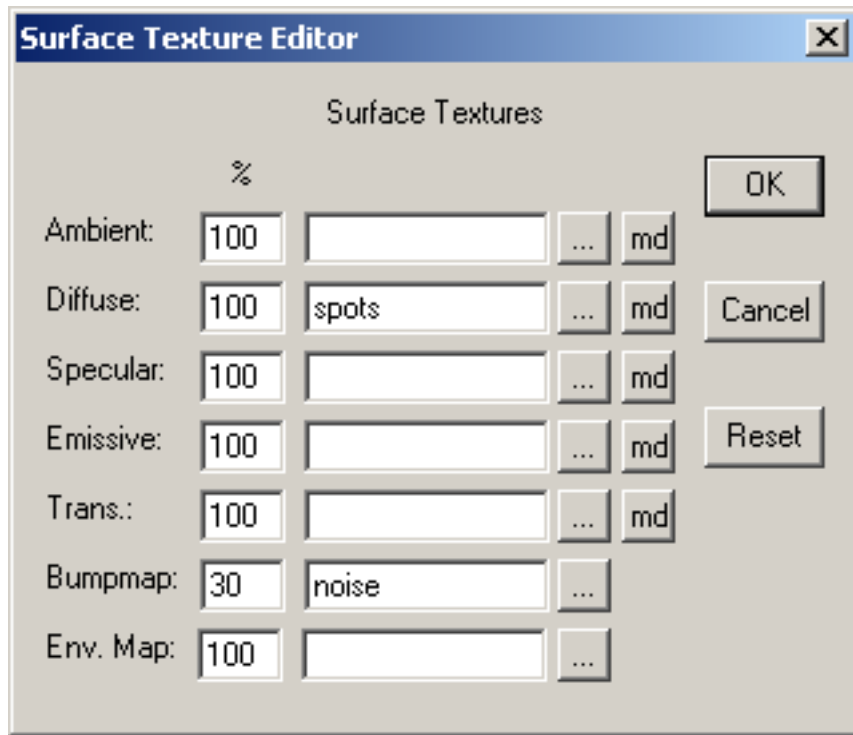 Surface Texture Editor
Surface Textures
%
OK
Ambient: 100 ... md
Diffuse: 100 spots ... md
Cancel
Specular: 100 ... md
Emissive: 100 ... md
Reset
Trans.: 100 ... md
Bumpmap: 30 noise ...
Env. Map: 100 ...